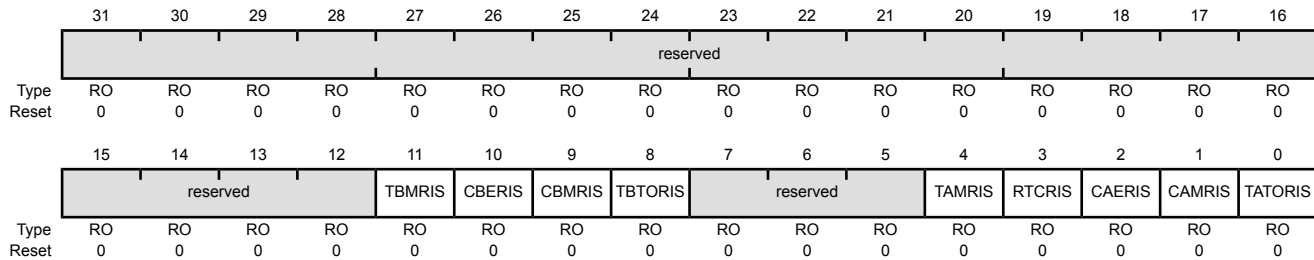 31 30 29 28 27 26 25 24 23 22 21 20 19 18 17 16
reserved
Type RO RO RO RO RO RO RO RO RO RO RO RO RO RO RO RO
Reset 0 0 0 0 0 0 0 0 0 0 0 0 0 0 0 0
15 14 13 12 11 10 9 8 7 6 5 4 3 2 1 0
reserved TBMRIS CBERIS CBMRIS TBTORIS reserved TAMRIS RTCRIS CAERIS CAMRIS TATORIS
Type RO RO RO RO RO RO RO RO RO RO RO RO RO RO RO RO
Reset 0 0 0 0 0 0 0 0 0 0 0 0 0 0 0 0